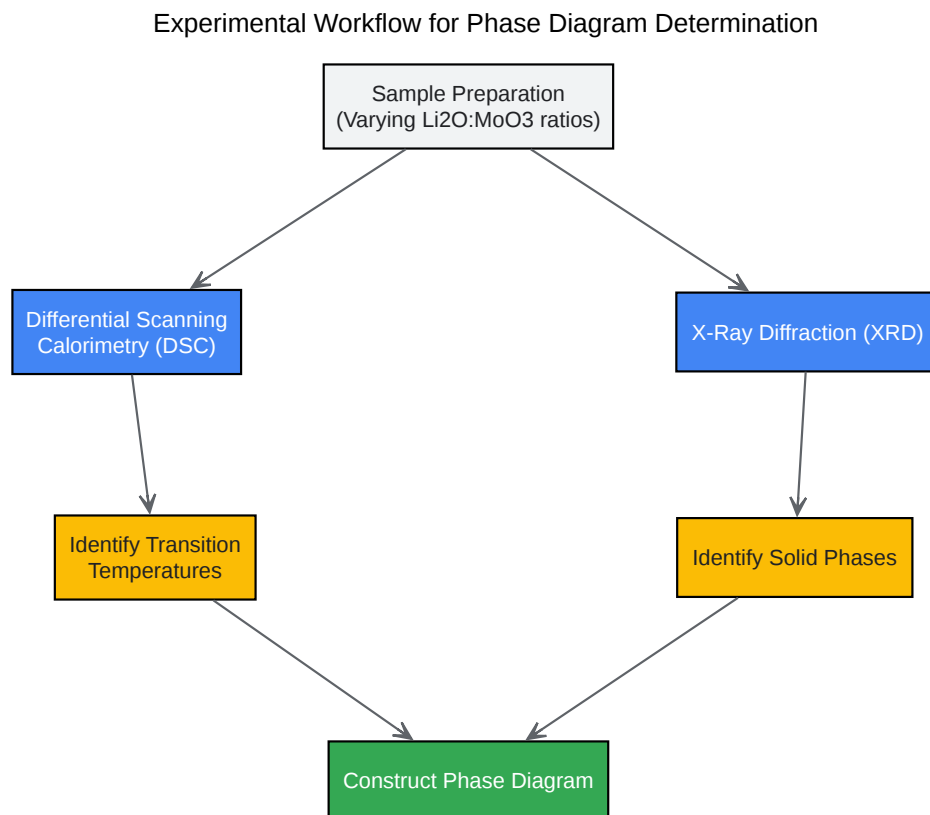 Experimental Workflow for Phase Diagram Determination
Sample Preparation
(Varying Li2O:MoO3 ratios)
Differential Scanning
Calorimetry (DSC)
X-Ray Diffraction (XRD)
Identify Transition
Temperatures
Identify Solid Phases
Construct Phase Diagram